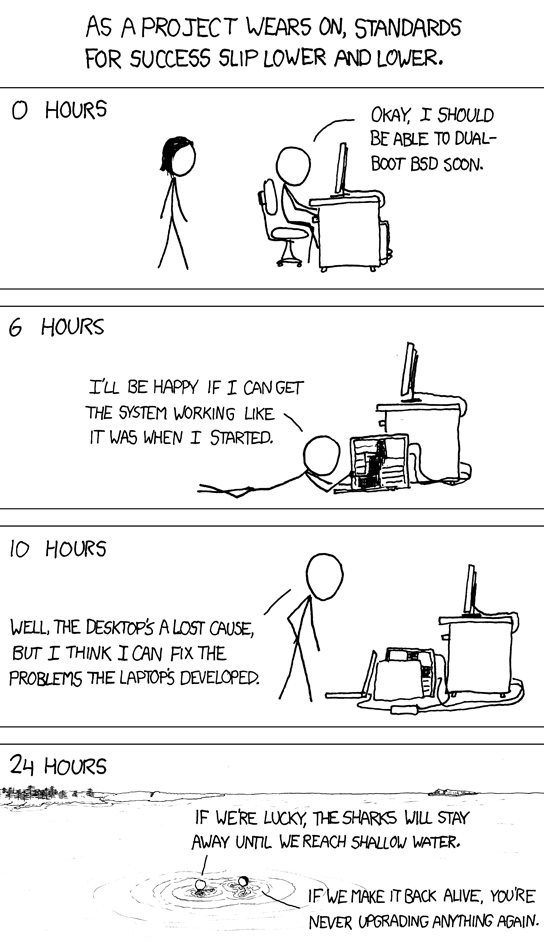 AS A PROJECT WEARS ON, STANDARDS
FOR SUCCESS SLIP LOWER AND LOWER.
0 HOURS
OKAY, I SHOULD
BE ABLE TO DUAL-
BOOT BSD SOON.
6 HOURS
I'LL BE HAPPY IF I CAN GET
THE SYSTEM WORKING LIKE
IT WAS WHEN I STARTED.
10 HOURS
WELL, THE DESKTOP'S A LOST CAUSE,
BUT I THINK I CAN FIX THE
PROBLEMS THE LAPTOP'S DEVELOPED.
24 HOURS
IF WE'RE LUCKY, THE SHARKS WILL STAY
AWAY UNTIL WE REACH SHALLOW WATER.
IF WE MAKE IT BACK ALIVE, YOU'RE
NEVER UPGRADING ANYTHING AGAIN.